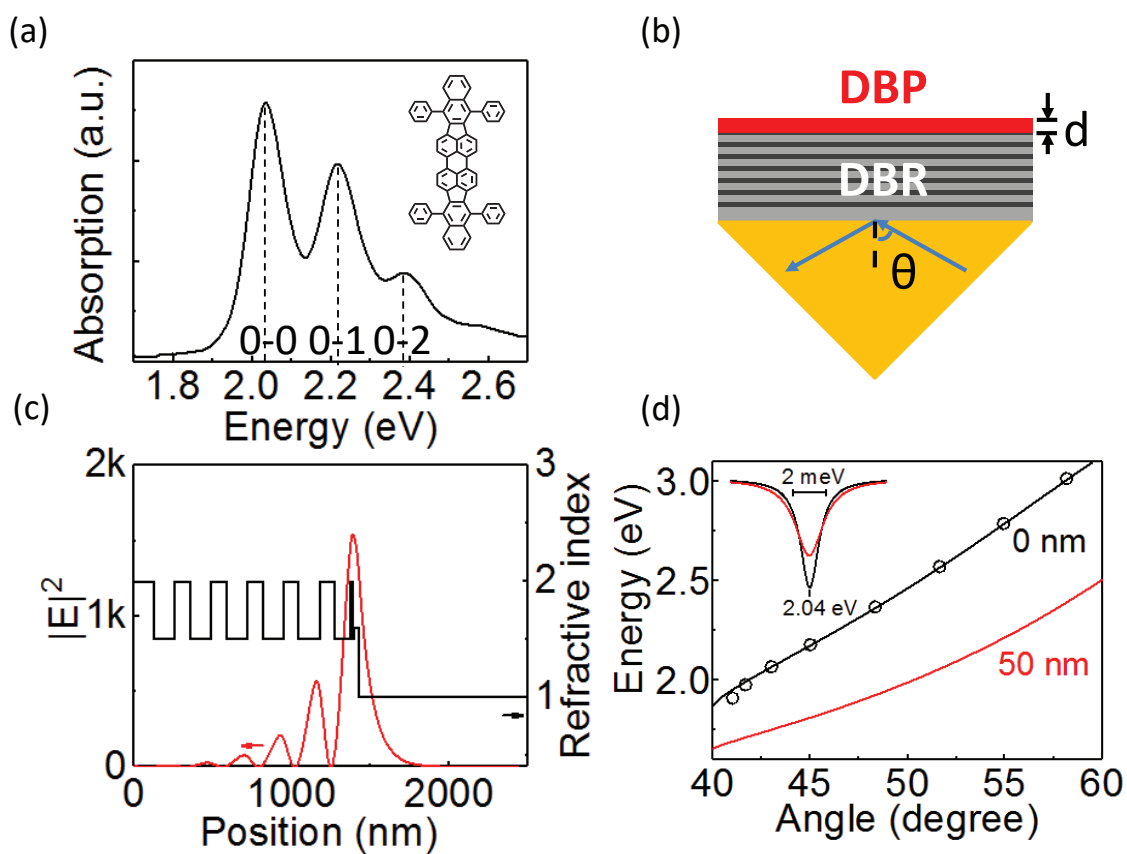 (a)
Absorption (a.u.)
0-0 0-1 0-2
1.8 2.0 2.2 2.4 2.6
Energy (eV)
(b)
DBP
d
DBR
θ
(c)
2k
1k
0
|E|²
3
2
1
Refractive index
0 1000 2000
Position (nm)
(d)
3.0
2.5
2.0
Energy (eV)
2 meV
2.04 eV
0 nm
50 nm
40 45 50 55 60
Angle (degree)